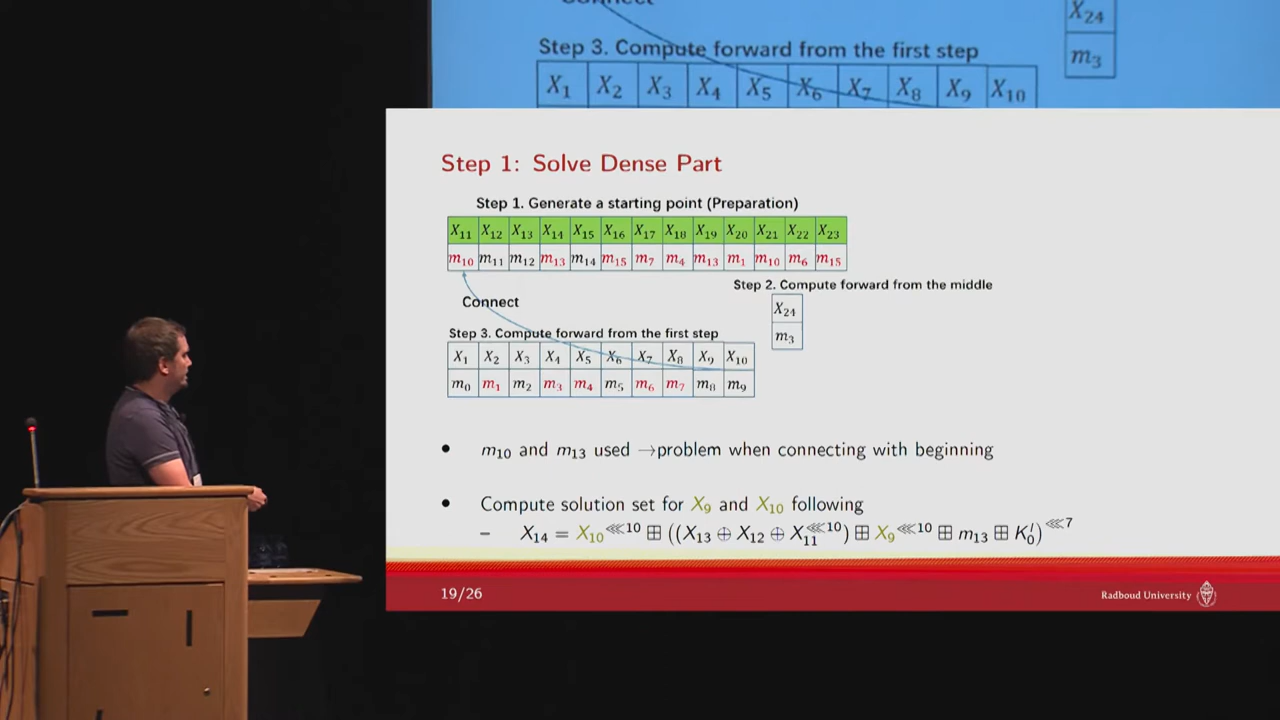 Step 3. Compute forward from the first step
X₂₄
m₃
X₁ X₂ X₃ X₄ X₅ X₆ X₇ X₈ X₉ X₁₀
Step 1: Solve Dense Part
Step 1. Generate a starting point (Preparation)
X₁₁ X₁₂ X₁₃ X₁₄ X₁₅ X₁₆ X₁₇ X₁₈ X₁₉ X₂₀ X₂₁ X₂₂ X₂₃
m₁₀ m₁₁ m₁₂ m₁₃ m₁₄ m₁₅ m₇ m₄ m₁₃ m₁ m₁₀ m₆ m₁₅
Step 2. Compute forward from the middle
Connect
X₂₄
m₃
Step 3. Compute forward from the first step
X₁ X₂ X₃ X₄ X₅ X₆ X₇ X₈ X₉ X₁₀
m₀ m₁ m₂ m₃ m₄ m₅ m₆ m₇ m₈ m₉
• m₁₀ and m₁₃ used →problem when connecting with beginning
• Compute solution set for X₉ and X₁₀ following
– X₁₄ = X₁₀^⋘10 ⊞ ((X₁₃ ⊕ X₁₂ ⊕ X₁₁^⋘10) ⊞ X₉^⋘10 ⊞ m₁₃ ⊞ K′₀)^⋘7
19/26
Radboud University